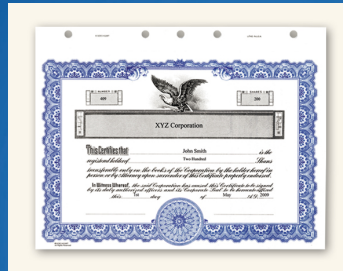 400 200
XYZ Corporation
This Certifies that John Smith is the
registered holder of Two Hundred Shares
transferable only on the books of the Corporation by the holder hereof in
person or by Attorney upon surrender of this Certificate properly endorsed.
In Witness Whereof, the said Corporation has caused this Certificate to be signed
by its duly authorized officers and its Corporate Seal to be hereunto affixed
this 1st day of May 2009